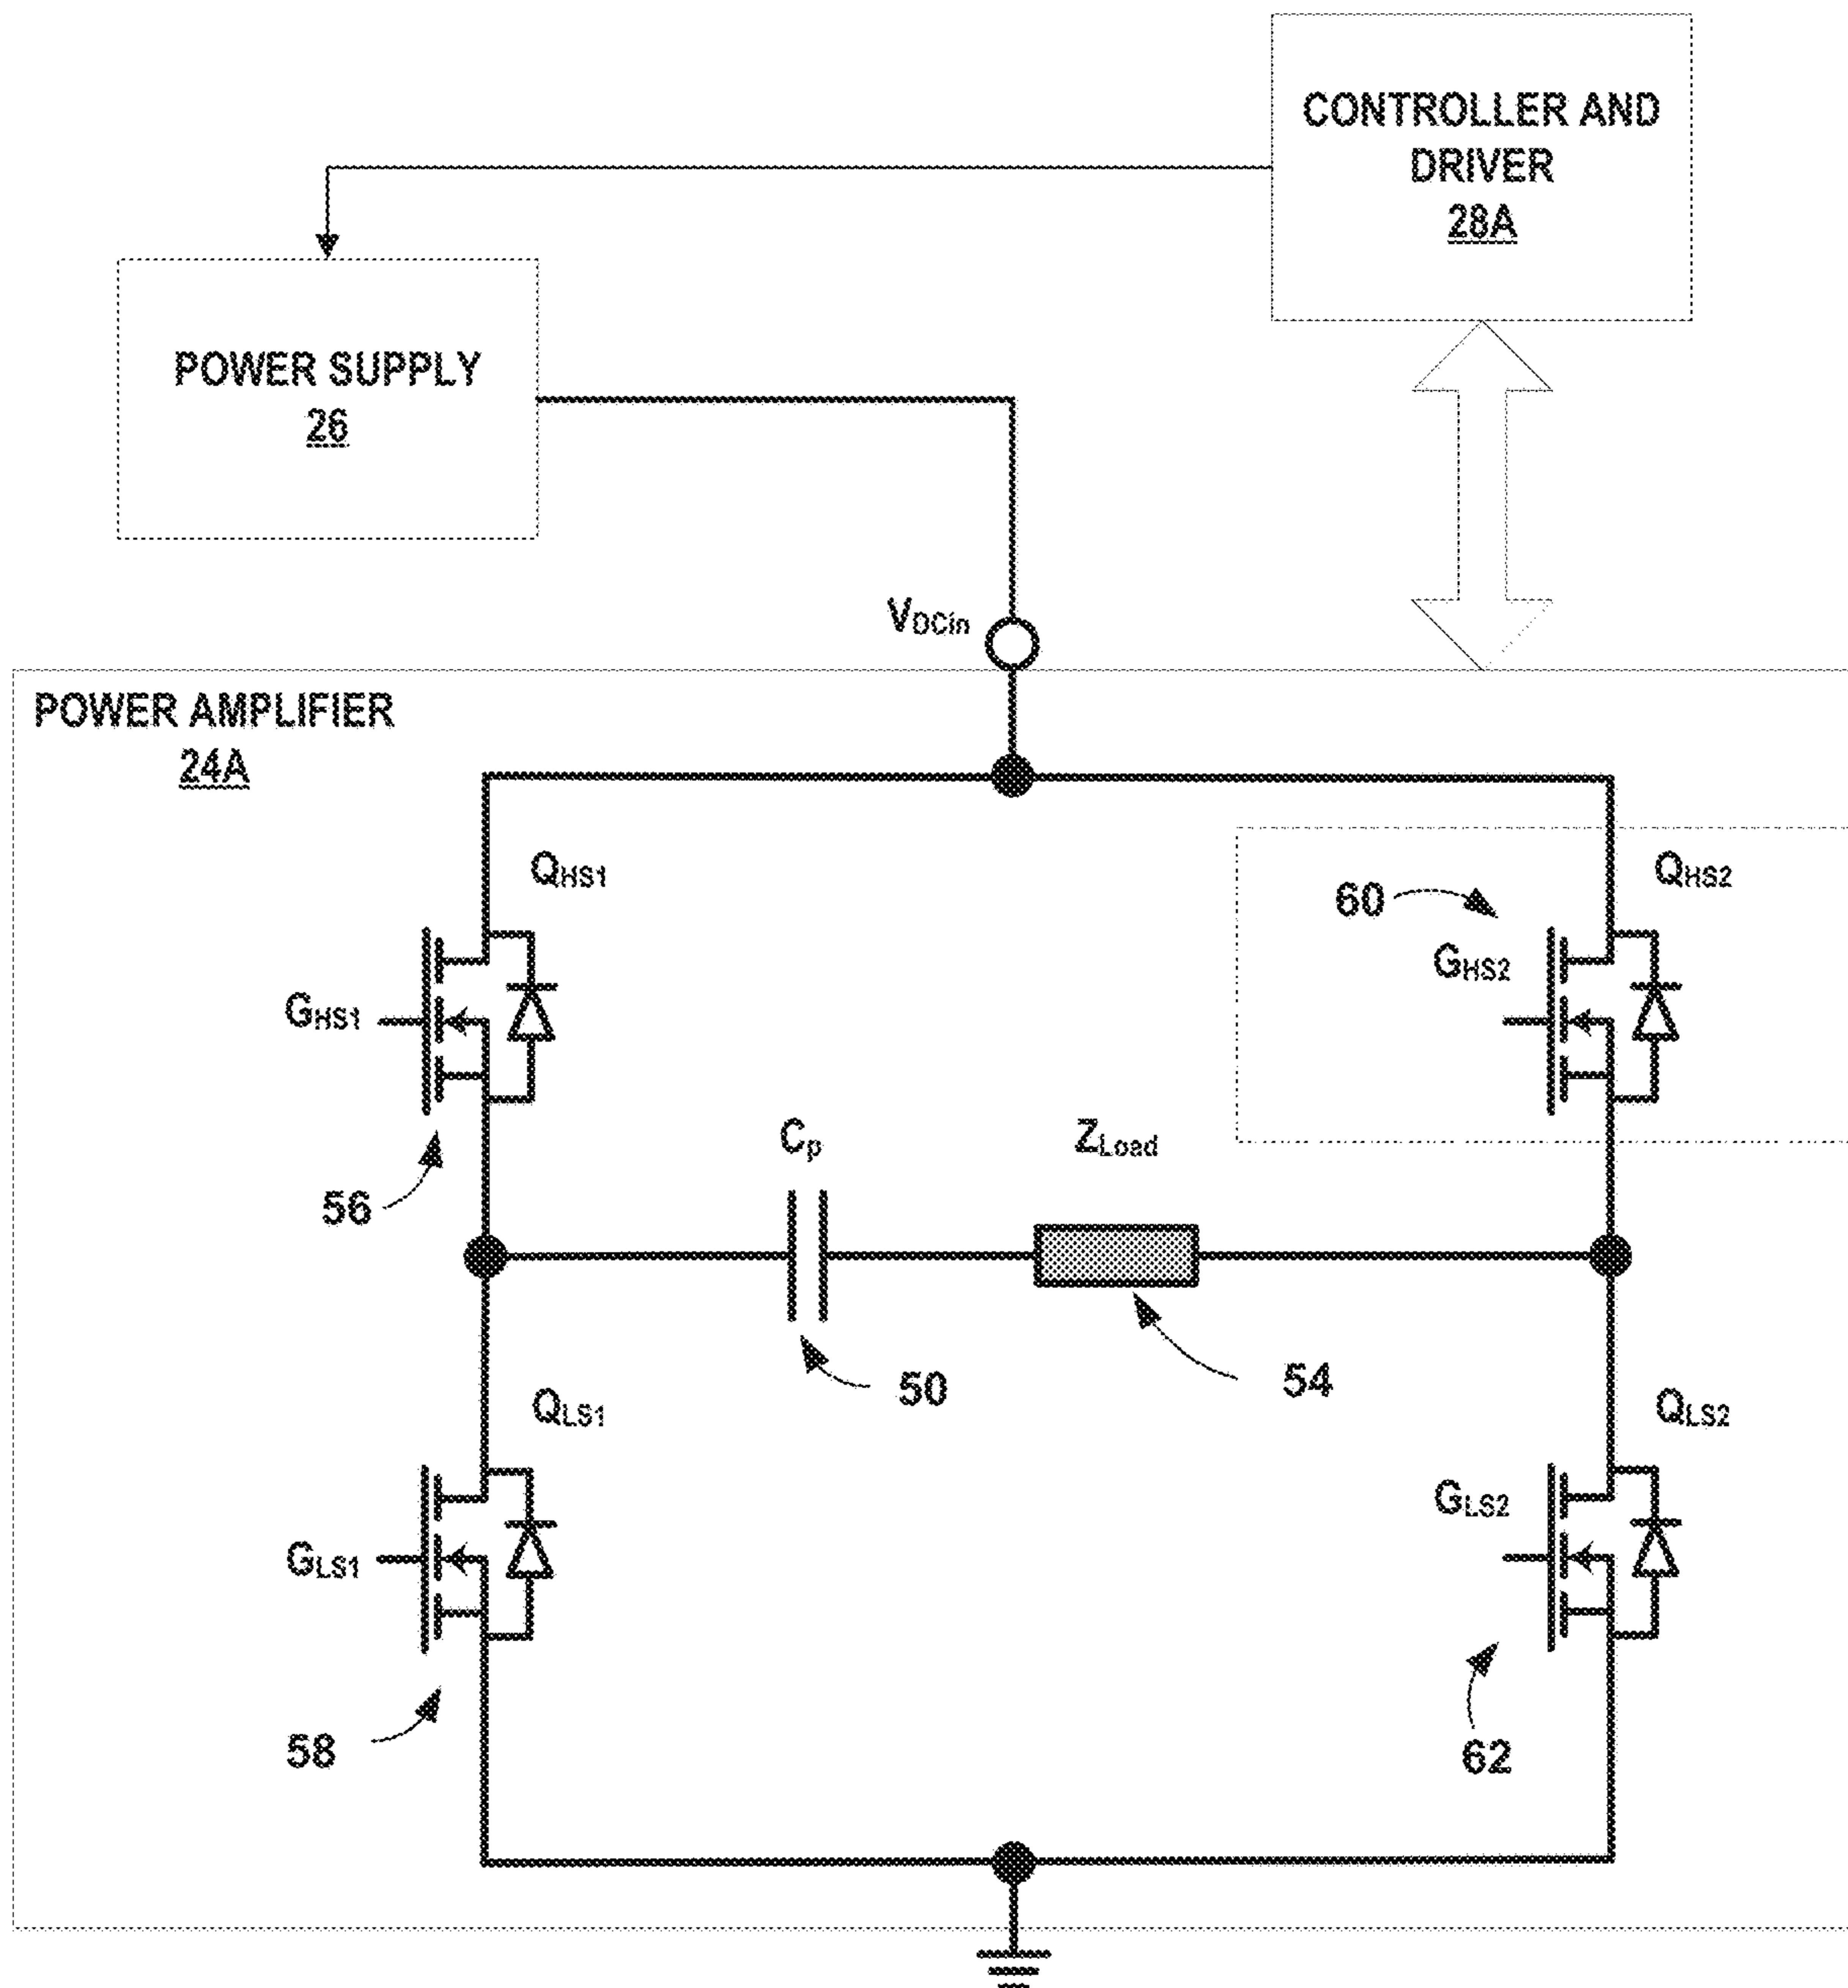 CONTROLLER AND
DRIVER
28A
POWER SUPPLY
26
VDCin
POWER AMPLIFIER
24A
QHS1
QHS2
60
GHS2
GHS1
Cp
ZLoad
56
50
54
QLS1
QLS2
GLS2
GLS1
58
62